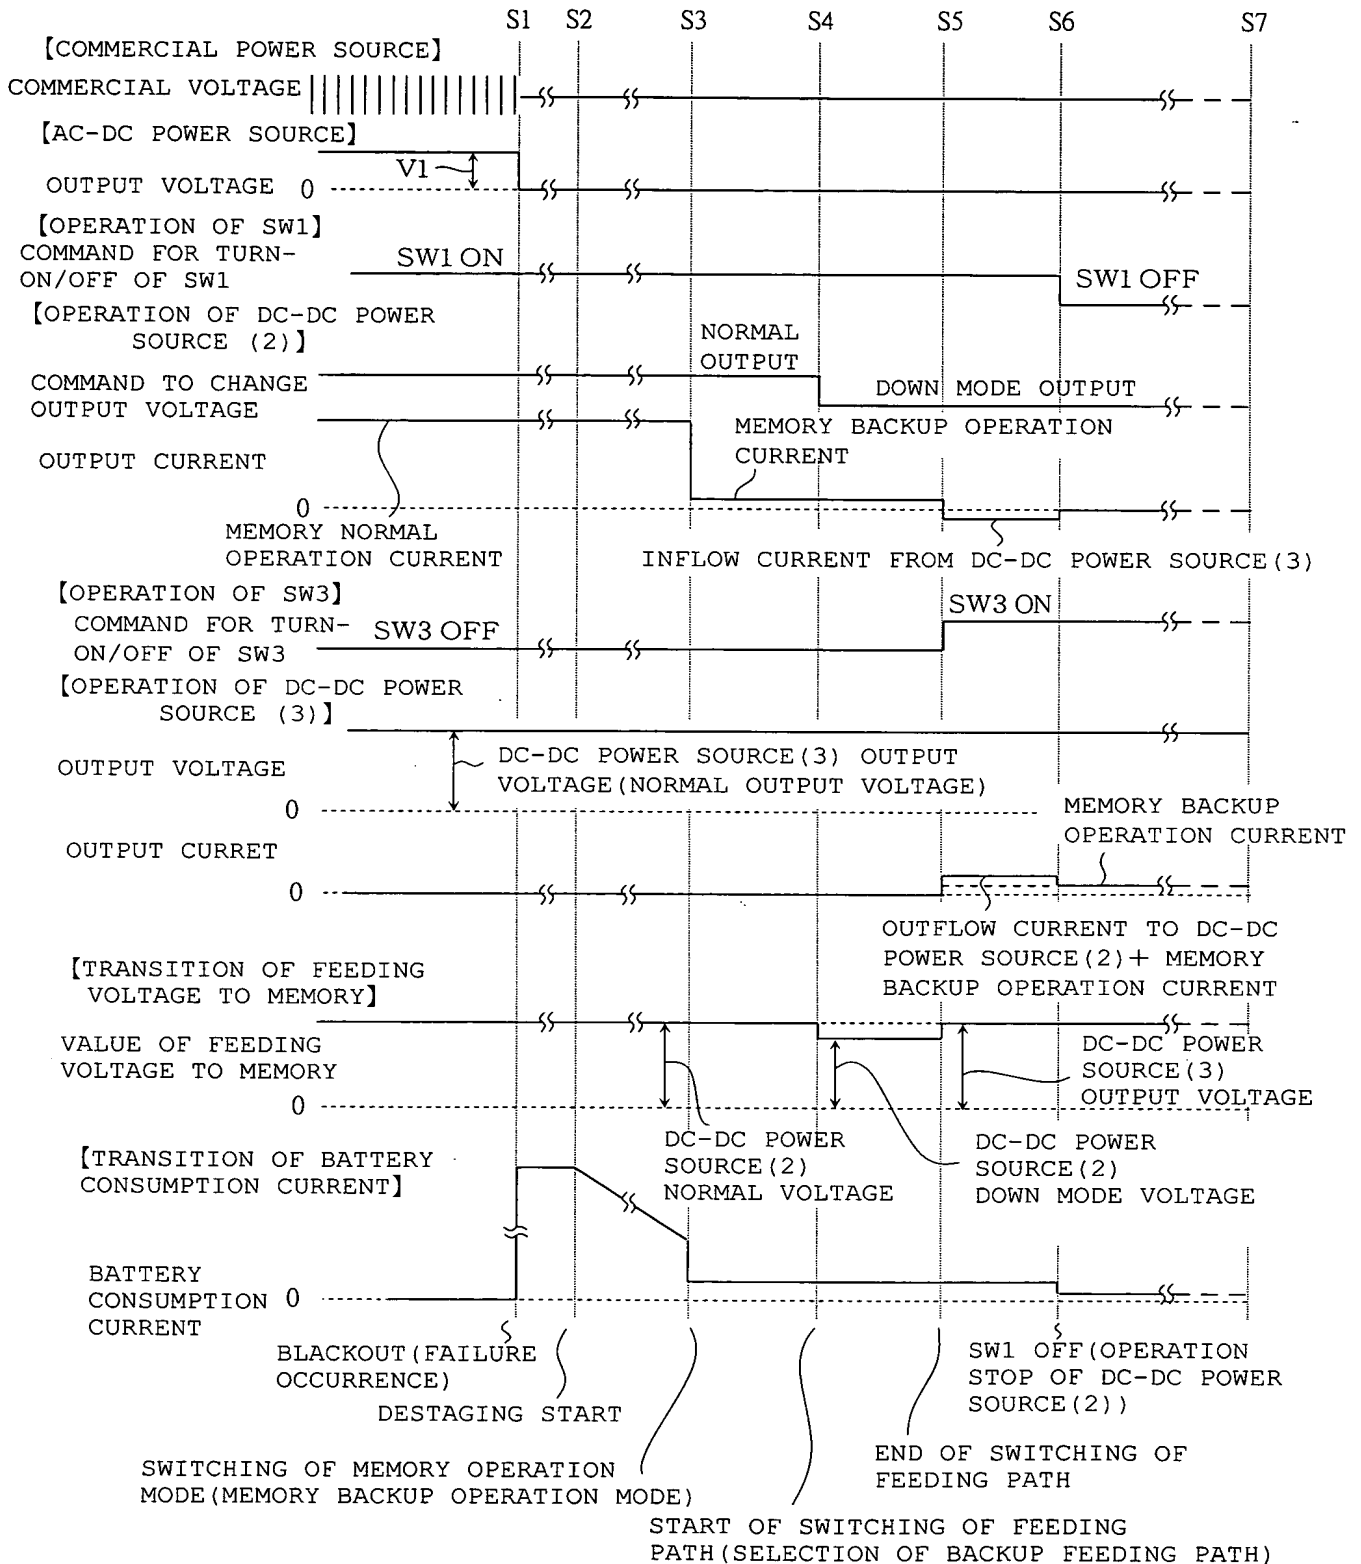 S1 S2 S3 S4 S5 S6 S7
【COMMERCIAL POWER SOURCE】
COMMERCIAL VOLTAGE
【AC-DC POWER SOURCE】
V1
OUTPUT VOLTAGE 0
【OPERATION OF SW1】
COMMAND FOR TURN-
ON/OFF OF SW1
SW1 ON
SW1 OFF
【OPERATION OF DC-DC POWER
SOURCE (2)】
NORMAL
OUTPUT
COMMAND TO CHANGE
OUTPUT VOLTAGE
DOWN MODE OUTPUT
MEMORY BACKUP OPERATION
CURRENT
OUTPUT CURRENT
0
MEMORY NORMAL
OPERATION CURRENT
INFLOW CURRENT FROM DC-DC POWER SOURCE(3)
【OPERATION OF SW3】
COMMAND FOR TURN-
ON/OFF OF SW3
SW3 OFF
SW3 ON
【OPERATION OF DC-DC POWER
SOURCE (3)】
OUTPUT VOLTAGE
DC-DC POWER SOURCE(3) OUTPUT
VOLTAGE(NORMAL OUTPUT VOLTAGE)
0
MEMORY BACKUP
OPERATION CURRENT
OUTPUT CURRET
0
OUTFLOW CURRENT TO DC-DC
POWER SOURCE(2)+ MEMORY
BACKUP OPERATION CURRENT
【TRANSITION OF FEEDING
VOLTAGE TO MEMORY】
VALUE OF FEEDING
VOLTAGE TO MEMORY
0
DC-DC POWER
SOURCE(3)
OUTPUT VOLTAGE
DC-DC POWER
SOURCE(2)
NORMAL VOLTAGE
DC-DC POWER
SOURCE(2)
DOWN MODE VOLTAGE
【TRANSITION OF BATTERY
CONSUMPTION CURRENT】
BATTERY
CONSUMPTION 0
CURRENT
BLACKOUT(FAILURE
OCCURRENCE)
DESTAGING START
SW1 OFF(OPERATION
STOP OF DC-DC POWER
SOURCE(2))
END OF SWITCHING OF
FEEDING PATH
SWITCHING OF MEMORY OPERATION
MODE(MEMORY BACKUP OPERATION MODE)
START OF SWITCHING OF FEEDING
PATH(SELECTION OF BACKUP FEEDING PATH)